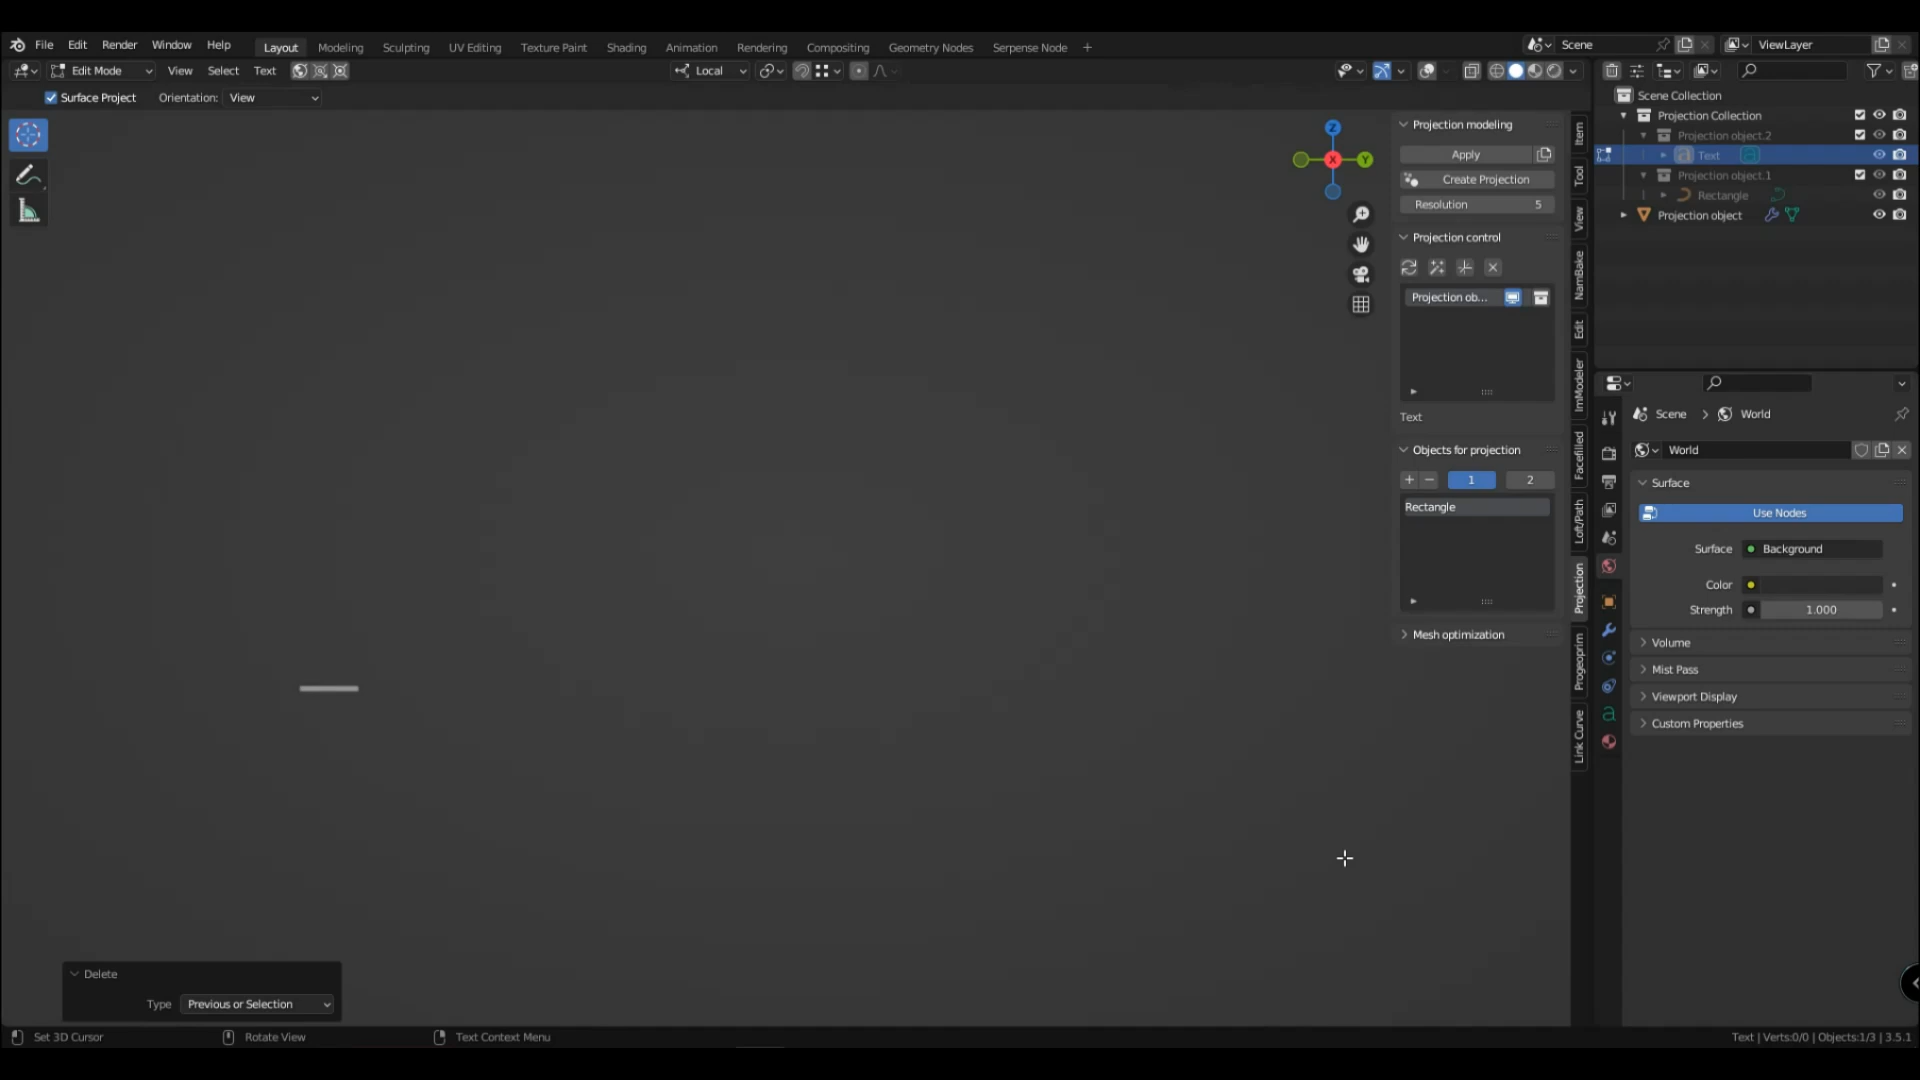 File Edit Render Window Help Layout Modeling Sculpting UV Editing Texture Paint Shading Animation Rendering Compositing Geometry Nodes Serpense Node + Scene ViewLayer
Edit Mode View Select Text Local
Surface Project Orientation: View
Scene Collection
Projection Collection
Projection object.2
Text
Projection object.1
Rectangle
Projection object
Z
X
Y
Projection modeling
Apply
Create Projection
Resolution 5
Projection control
Projection ob...
Text
Objects for projection
1 2
Rectangle
Mesh optimization
Item
Tool
View
NamBake
Edit
ImModeler
Facefilled
Loft/Path
Projection
Progeoprim
Link Curve
Scene > World
World
Surface
Use Nodes
Surface Background
Color
Strength 1.000
Volume
Mist Pass
Viewport Display
Custom Properties
Delete
Type Previous or Selection
Set 3D Cursor Rotate View Text Context Menu Text | Verts:0/0 | Objects:1/3 | 3.5.1